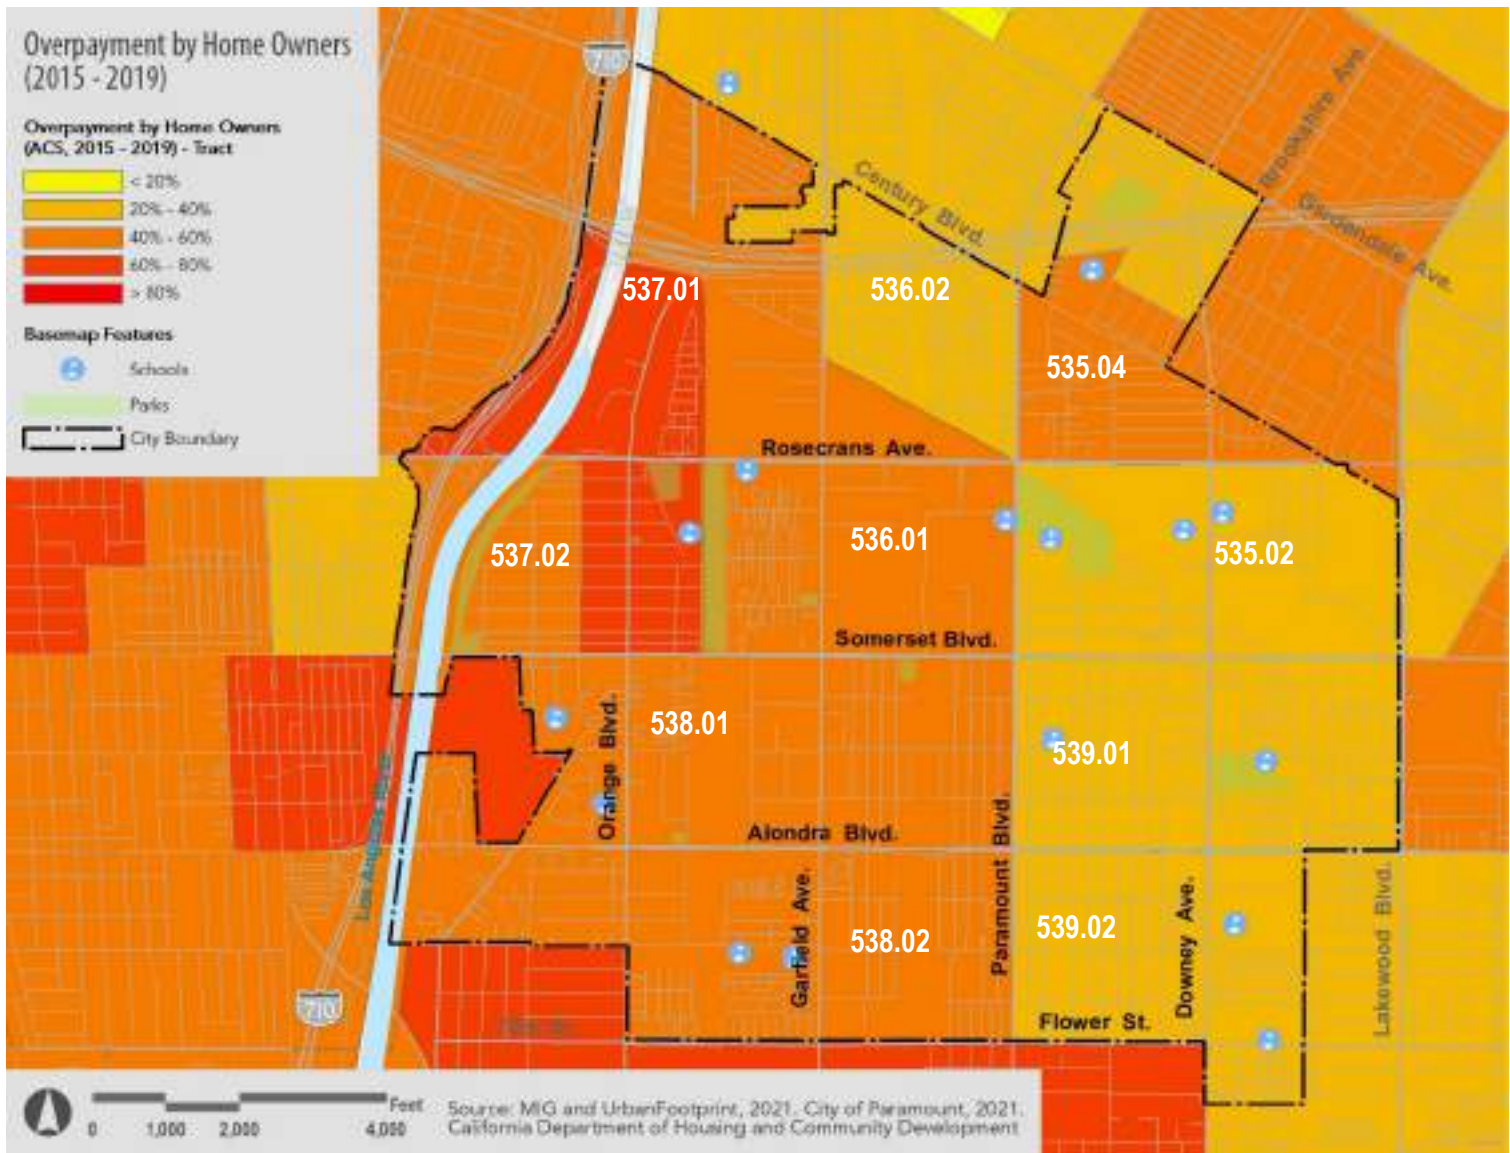 Overpayment by Home Owners
(2015 - 2019)
Overpayment by Home Owners
(ACS, 2015 - 2019) - Tract
< 20%
20% - 40%
40% - 60%
60% - 80%
> 80%
Basemap Features
Schools
Parks
City Boundary
710
Brookshire Ave.
Century Blvd.
Gardendale Ave.
537.01
536.02
535.04
Rosecrans Ave.
537.02
536.01
535.02
Somerset Blvd.
Orange Blvd.
538.01
539.01
Los Angeles River
Alondra Blvd.
Paramount Blvd.
Garfield Ave.
Downey Ave.
Lakewood Blvd.
538.02
539.02
710
Flower St.
0 1,000 2,000 4,000 Feet
Source: MIG and UrbanFootprint, 2021. City of Paramount, 2021.
California Department of Housing and Community Development